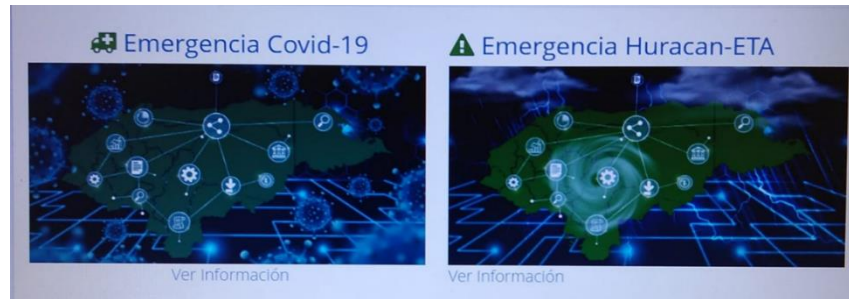 Emergencia Covid-19
Ver Información
Emergencia Huracan-ETA
Ver Información